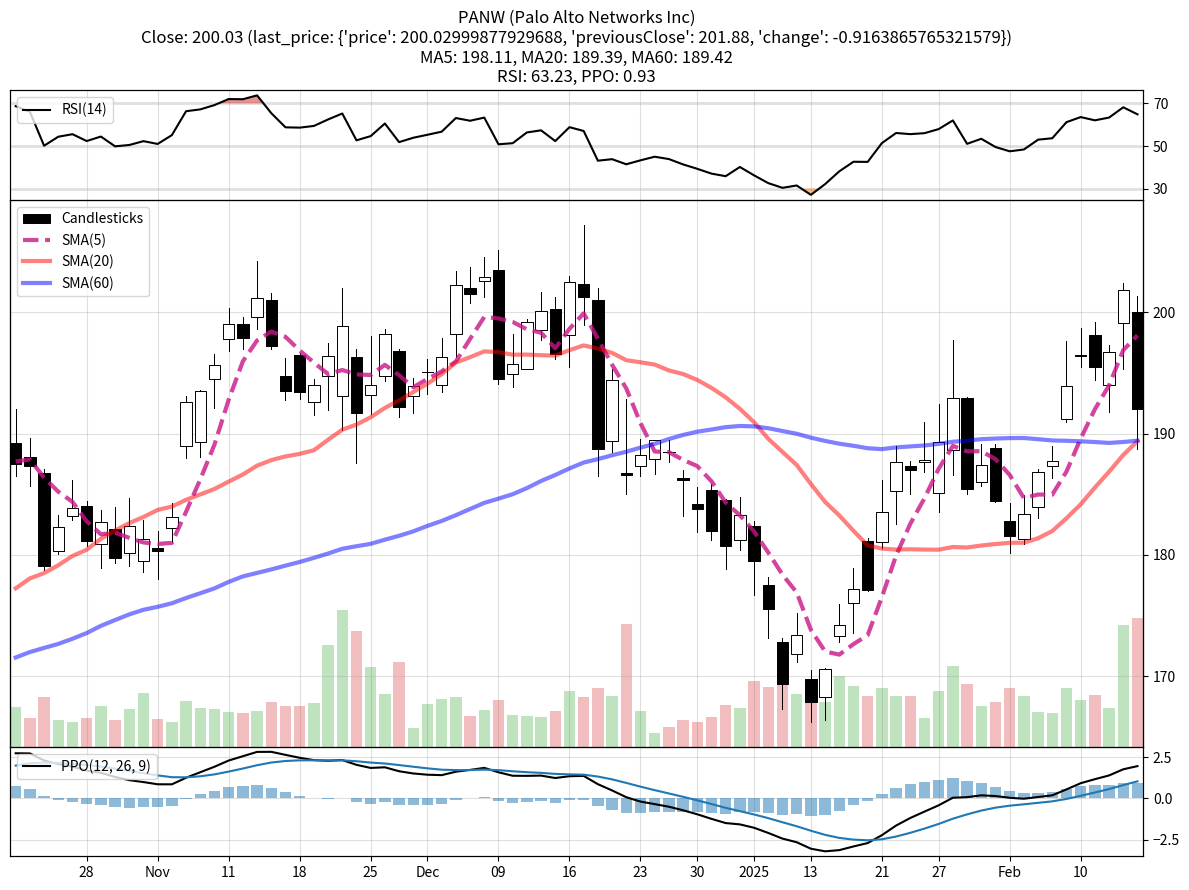 PANW (Palo Alto Networks Inc)
Close: 200.03 (last_price: {'price': 200.02999877929688, 'previousClose': 201.88, 'change': -0.9163865765321579})
MA5: 198.11, MA20: 189.39, MA60: 189.42
RSI: 63.23, PPO: 0.93
RSI(14)
70
50
30
Candlesticks
SMA(5)
SMA(20)
SMA(60)
200
190
180
170
PPO(12, 26, 9)
2.5
0.0
−2.5
28 Nov 11 18 25 Dec 09 16 23 30 2025 13 21 27 Feb 10